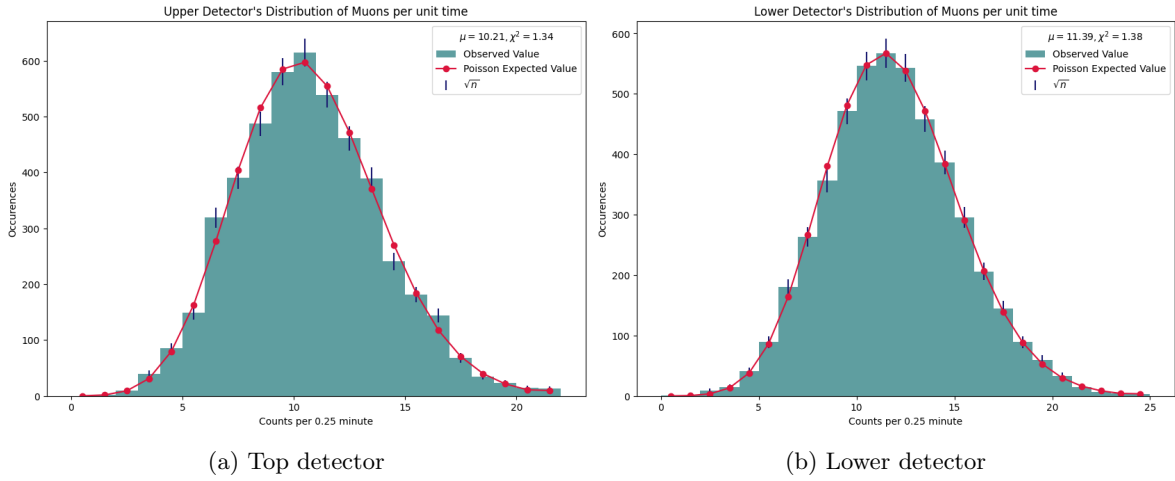 Upper Detector's Distribution of Muons per unit time
μ = 10.21, χ² = 1.34
Observed Value
Poisson Expected Value
√n
Occurences
600
500
400
300
200
100
0
0 5 10 15 20
Counts per 0.25 minute
(a) Top detector
Lower Detector's Distribution of Muons per unit time
μ = 11.39, χ² = 1.38
Observed Value
Poisson Expected Value
√n
Occurences
600
500
400
300
200
100
0
0 5 10 15 20 25
Counts per 0.25 minute
(b) Lower detector